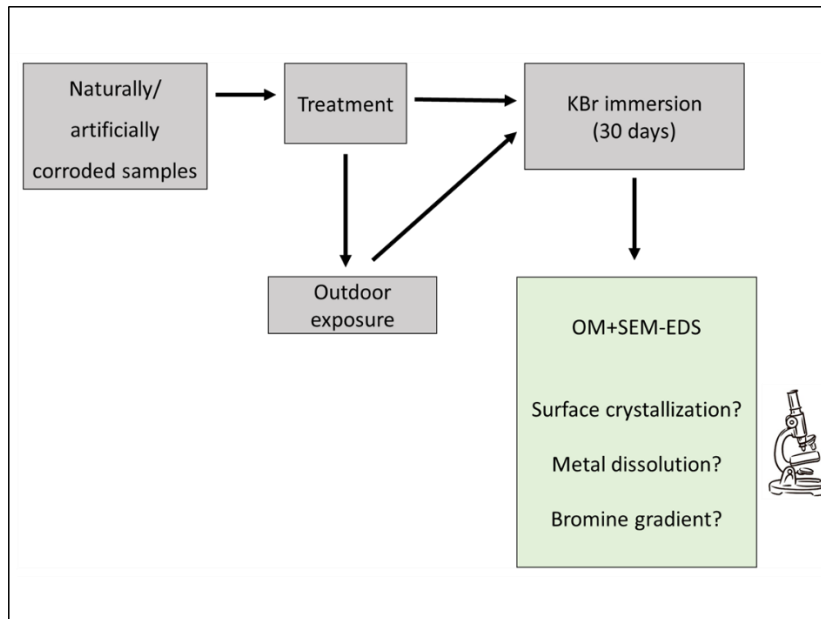 Naturally/
artificially
corroded samples
Treatment
KBr immersion
(30 days)
Outdoor
exposure
OM+SEM-EDS
Surface crystallization?
Metal dissolution?
Bromine gradient?